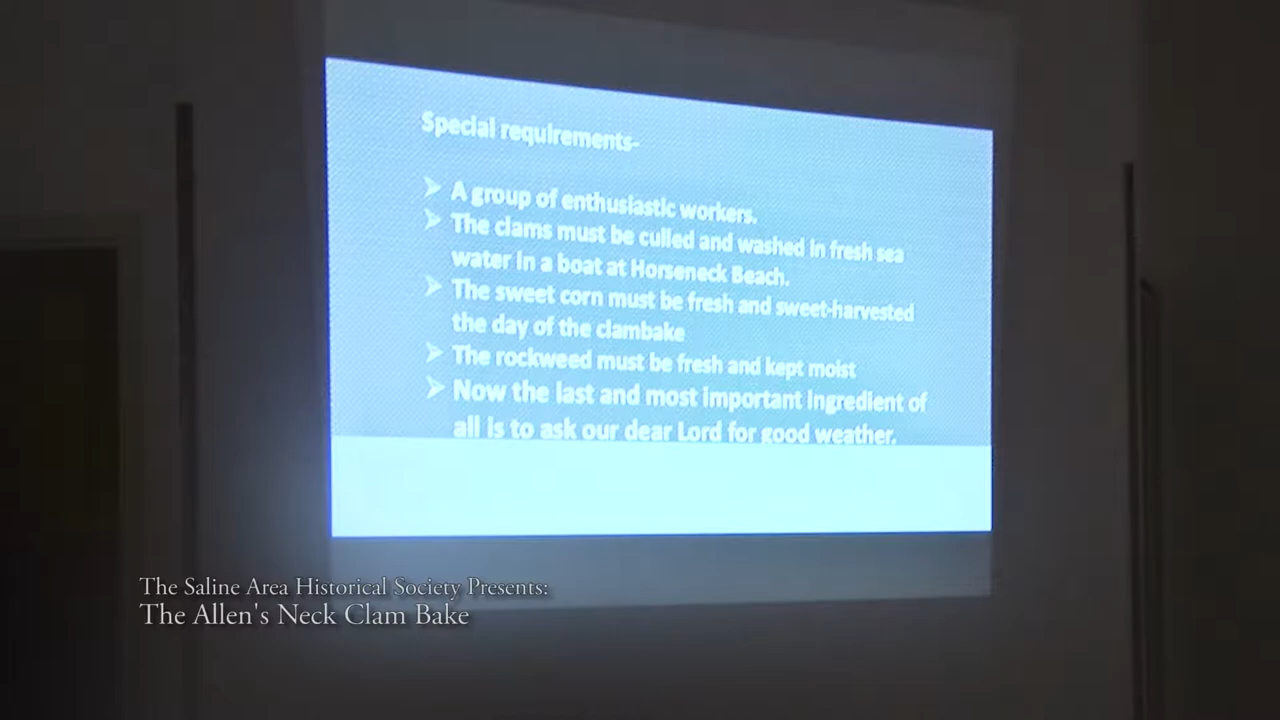 Special requirements-
➢ A group of enthusiastic workers.
➢ The clams must be culled and washed in fresh sea
water in a boat at Horseneck Beach.
➢ The sweet corn must be fresh and sweet-harvested
the day of the clambake
➢ The rockweed must be fresh and kept moist
➢ Now the last and most important ingredient of
all is to ask our dear Lord for good weather.
The Saline Area Historical Society Presents:
The Allen's Neck Clam Bake